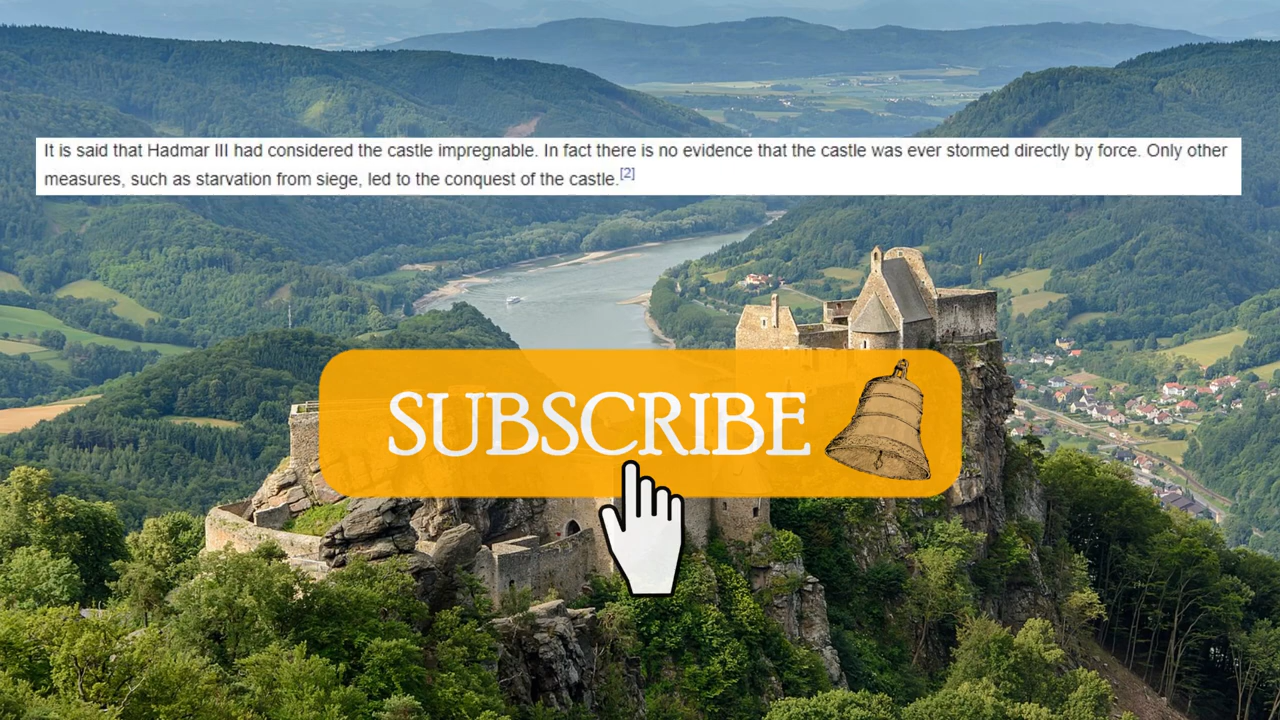 It is said that Hadmar III had considered the castle impregnable. In fact there is no evidence that the castle was ever stormed directly by force. Only other
measures, such as starvation from siege, led to the conquest of the castle.[2]
SUBSCRIBE